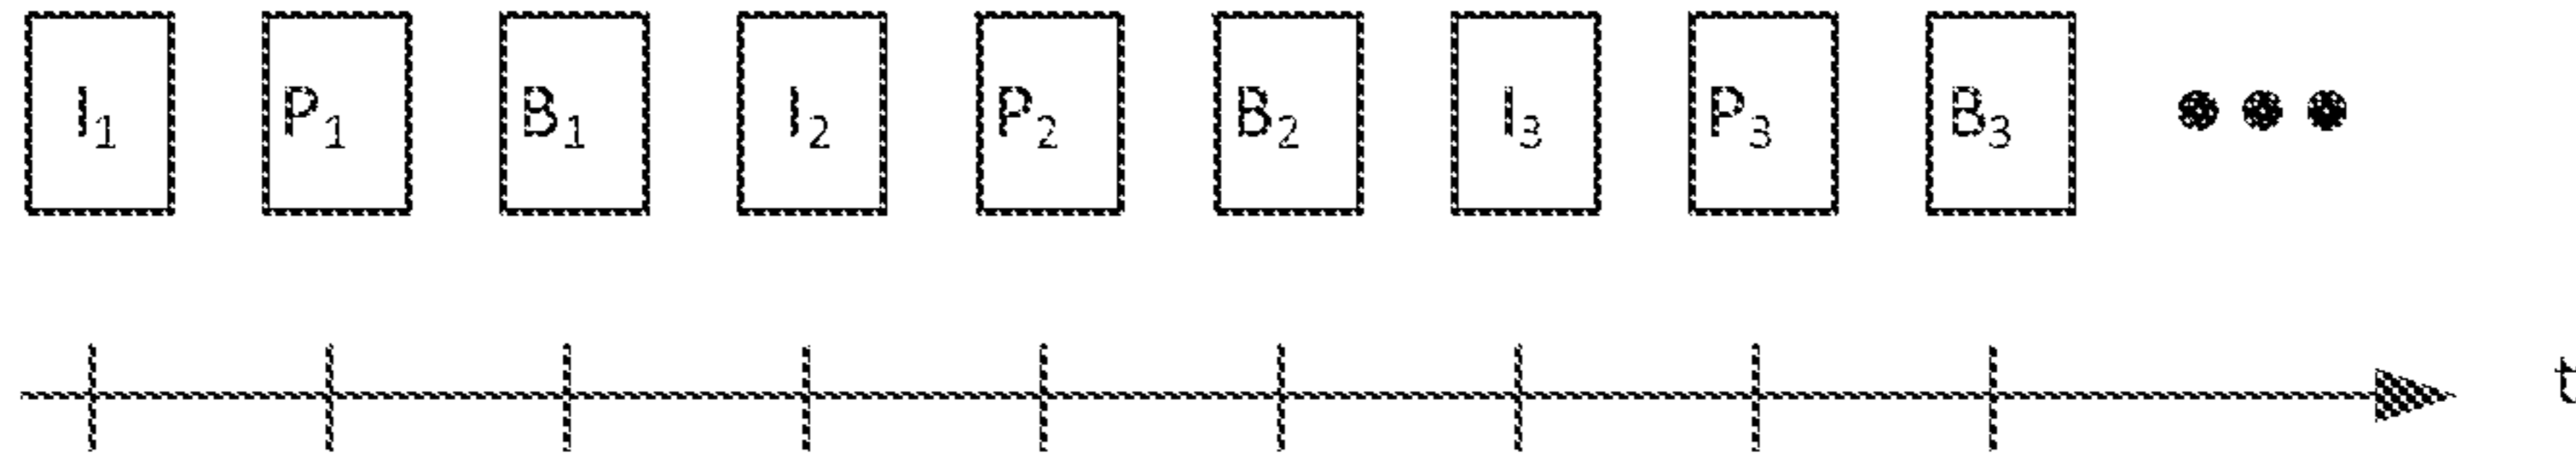 I₁ P₁ B₁ I₂ P₂ B₂ I₃ P₃ B₃ ●●●
t